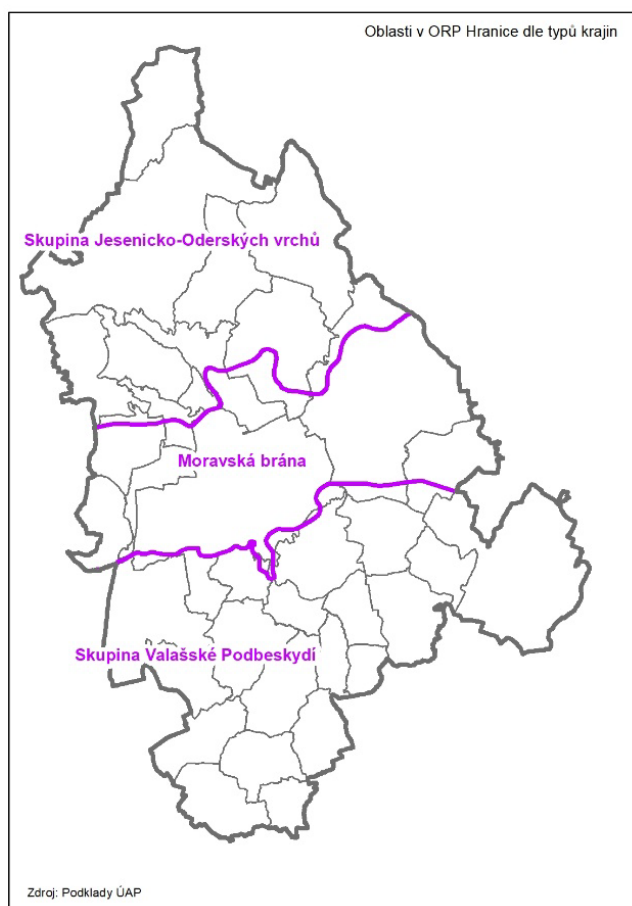 Oblasti v ORP Hranice dle typů krajin
Skupina Jesenicko-Oderských vrchů
Moravská brána
Skupina Valašské Podbeskydí
Zdroj: Podklady ÚAP